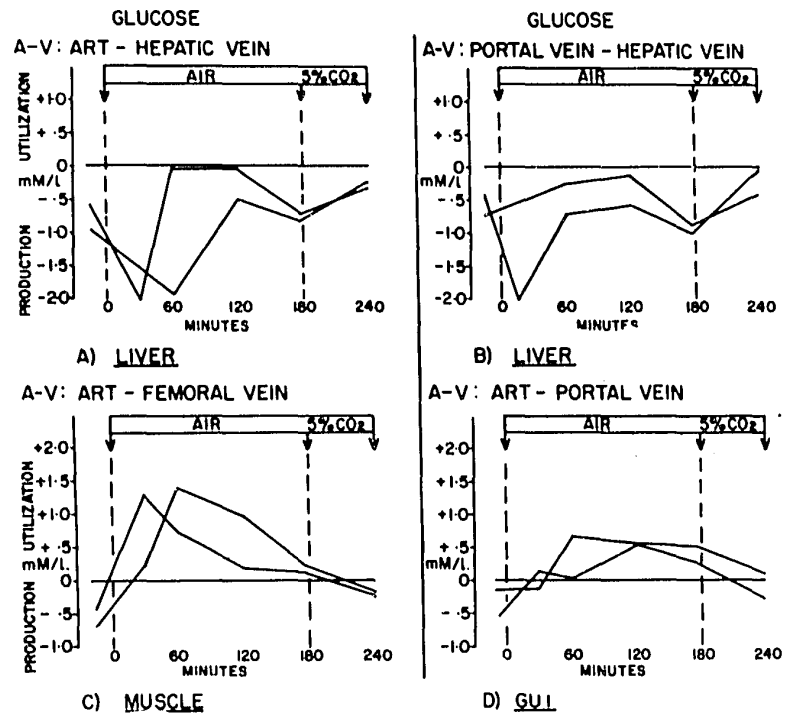 GLUCOSE
A-V: ART - HEPATIC VEIN
AIR 5%CO2
+1·0
+ ·5
0
mM/l
- ·5
-1·0
-1·5
-2·0
PRODUCTION UTILIZATION
0 60 120 180 240
MINUTES
A) LIVER
GLUCOSE
A-V: PORTAL VEIN - HEPATIC VEIN
AIR 5%CO2
+1·0
+ ·5
0
mM/l
- ·5
-1·0
-1·5
-2·0
0 60 120 180 240
MINUTES
B) LIVER
A-V: ART - FEMORAL VEIN
AIR 5%CO2
+2·0
+1·5
+1·0
+ ·5
mM/l.
0
- ·5
-1·0
PRODUCTION UTILIZATION
0 60 120 180 240
MINUTES
C) MUSCLE
A-V: ART - PORTAL VEIN
AIR 5%CO2
+2·0
+1·5
+1·0
+ ·5
mM/l.
0
- ·5
-1·0
0 60 120 180 240
MINUTES
D) GUT